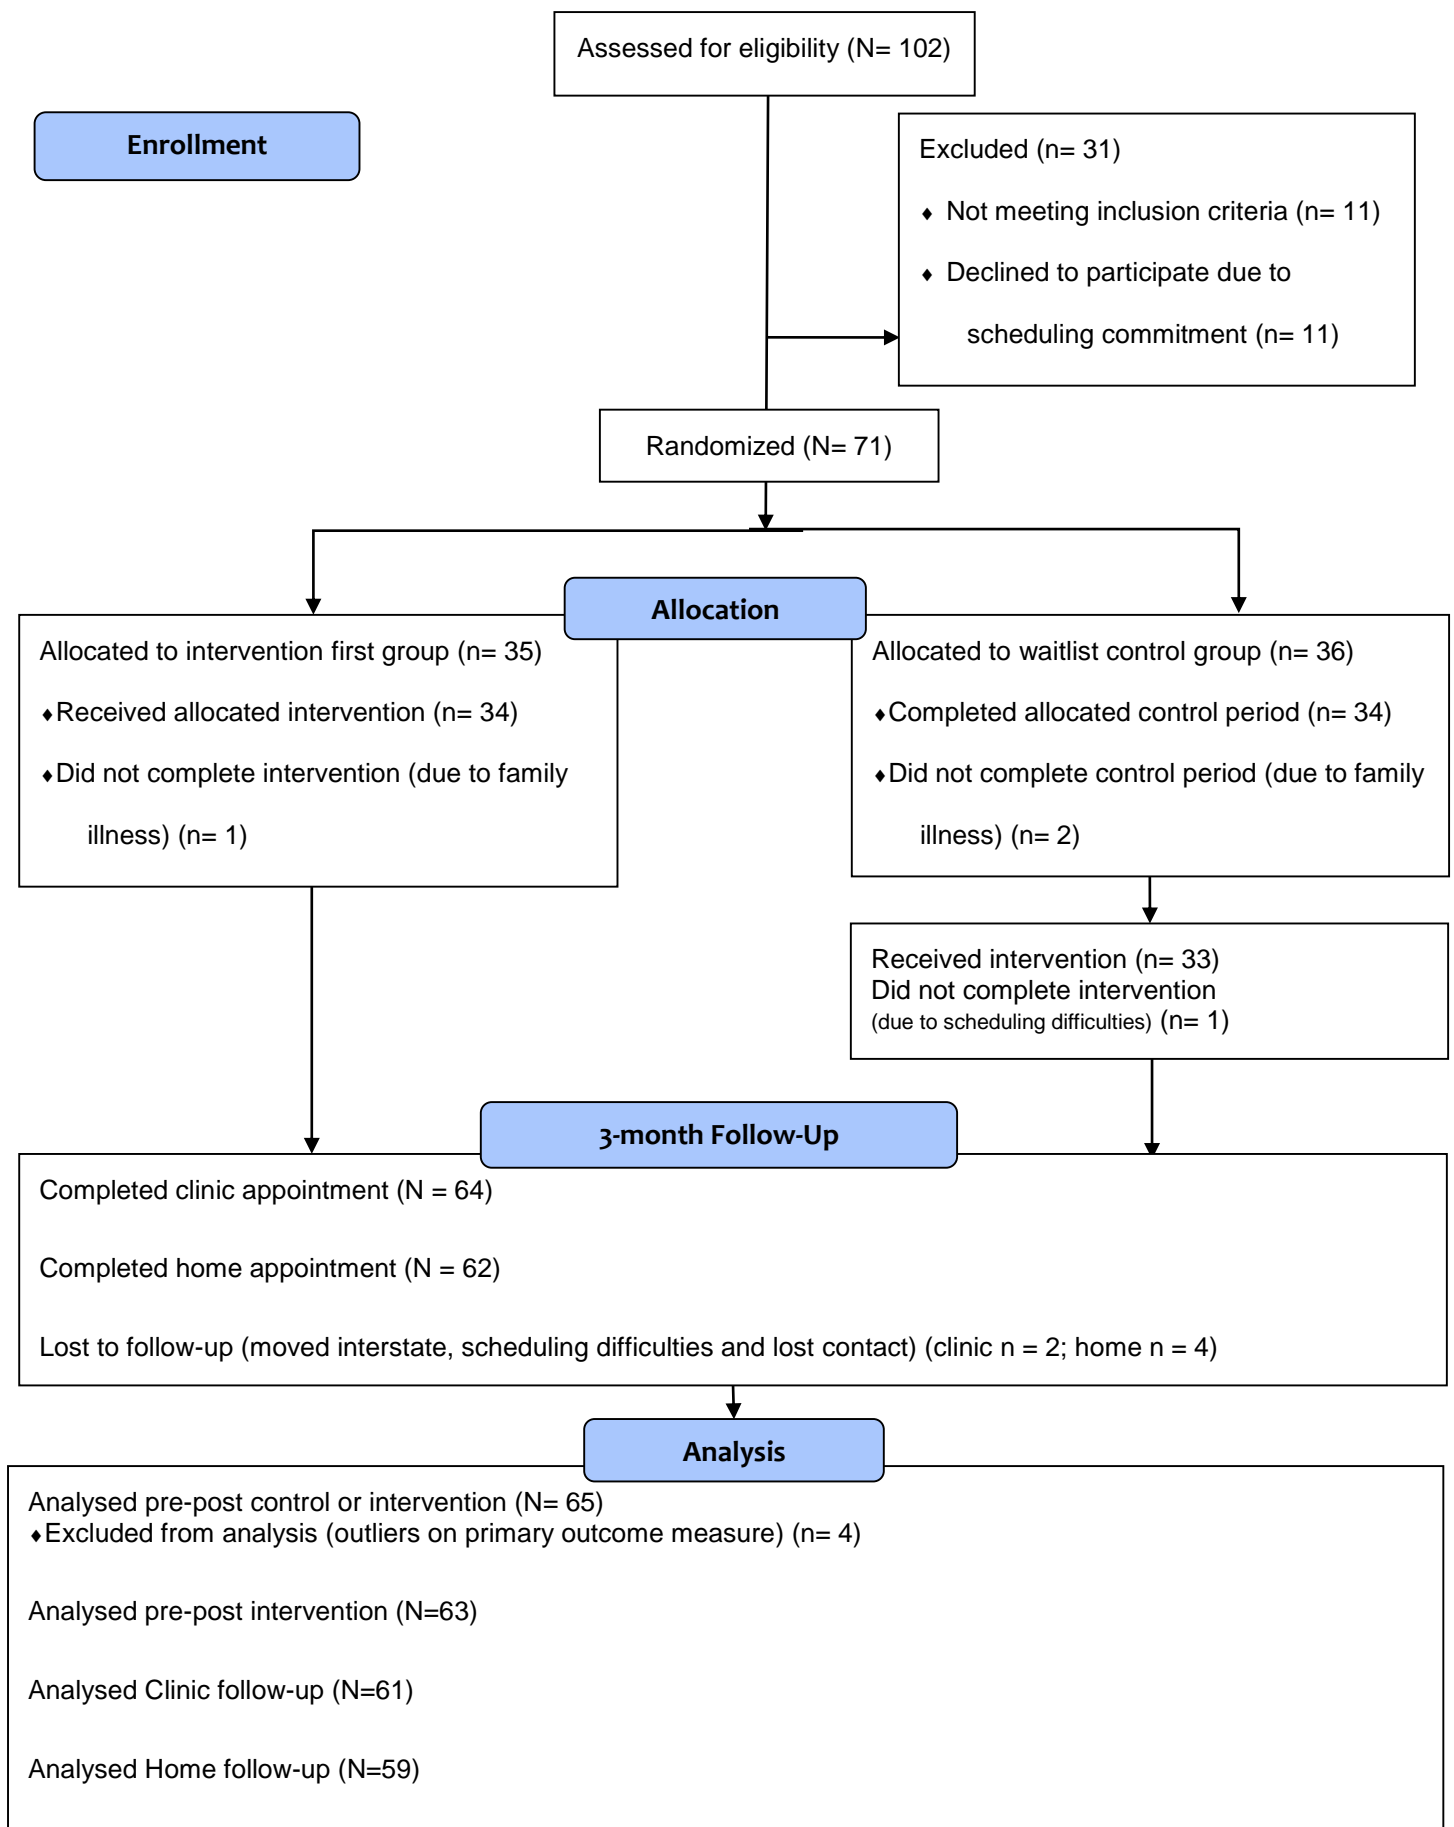 Assessed for eligibility (N= 102)
Enrollment
Excluded (n= 31)
♦ Not meeting inclusion criteria (n= 11)
♦ Declined to participate due to
scheduling commitment (n= 11)
Randomized (N= 71)
Allocation
Allocated to intervention first group (n= 35)
♦Received allocated intervention (n= 34)
♦Did not complete intervention (due to family
illness) (n= 1)
Allocated to waitlist control group (n= 36)
♦Completed allocated control period (n= 34)
♦Did not complete control period (due to family
illness) (n= 2)
Received intervention (n= 33)
Did not complete intervention
(due to scheduling difficulties) (n= 1)
3-month Follow-Up
Completed clinic appointment (N = 64)
Completed home appointment (N = 62)
Lost to follow-up (moved interstate, scheduling difficulties and lost contact) (clinic n = 2; home n = 4)
Analysis
Analysed pre-post control or intervention (N= 65)
♦Excluded from analysis (outliers on primary outcome measure) (n= 4)
Analysed pre-post intervention (N=63)
Analysed Clinic follow-up (N=61)
Analysed Home follow-up (N=59)